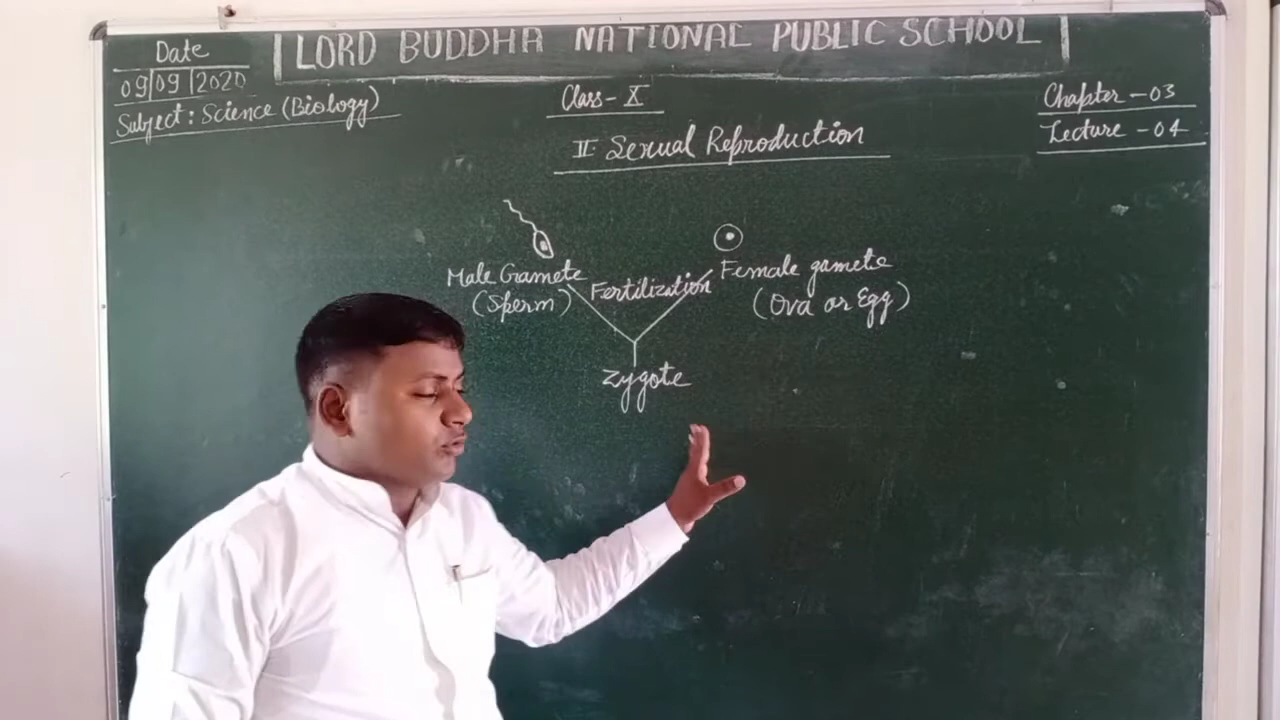 Date
LORD BUDDHA NATIONAL PUBLIC SCHOOL
09/09/2020
Subject: Science (Biology)
Class-X
Chapter-03
Lecture-04
II. Sexual Reproduction
Male Gramete
(Sperm)
Fertilization
Female gamete
(Ova or Egg)
Zygote